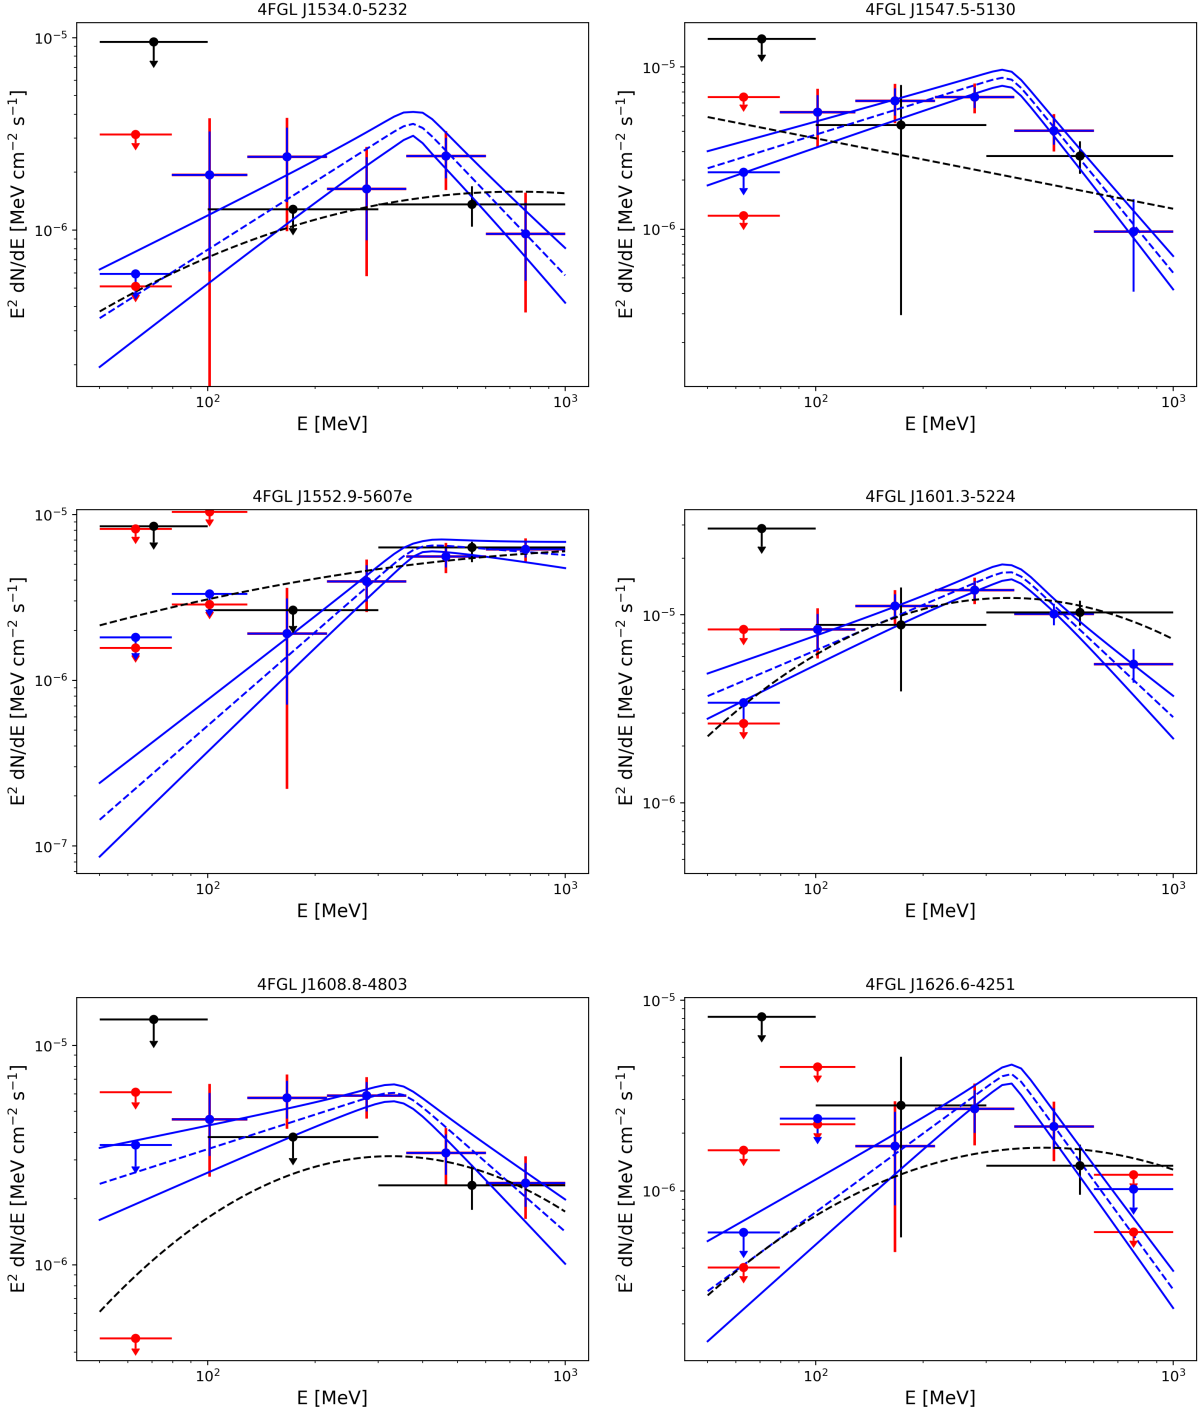 4FGL J1534.0-5232
4FGL J1547.5-5130
10⁻⁵
10⁻⁶
E² dN/dE [MeV cm⁻² s⁻¹]
10²
10³
E [MeV]
10⁻⁵
10⁻⁶
E² dN/dE [MeV cm⁻² s⁻¹]
10²
10³
E [MeV]
4FGL J1552.9-5607e
4FGL J1601.3-5224
10⁻⁵
10⁻⁶
10⁻⁷
E² dN/dE [MeV cm⁻² s⁻¹]
10²
10³
E [MeV]
10⁻⁵
10⁻⁶
E² dN/dE [MeV cm⁻² s⁻¹]
10²
10³
E [MeV]
4FGL J1608.8-4803
4FGL J1626.6-4251
10⁻⁵
10⁻⁶
E² dN/dE [MeV cm⁻² s⁻¹]
10²
10³
E [MeV]
10⁻⁵
10⁻⁶
E² dN/dE [MeV cm⁻² s⁻¹]
10²
10³
E [MeV]